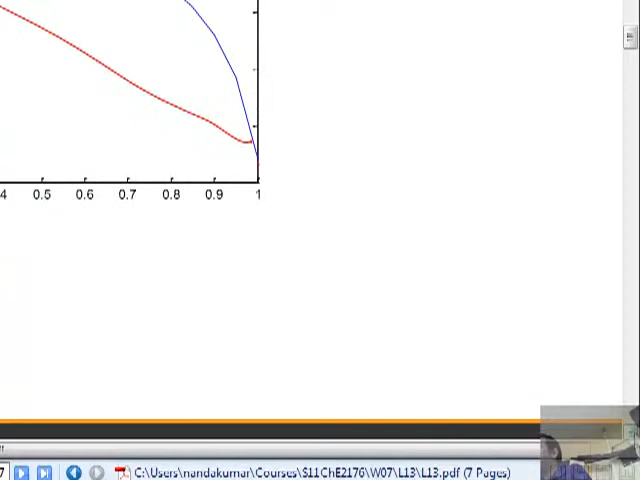 4 0.5 0.6 0.7 0.8 0.9 1
7 C:\Users\nandakumar\Courses\S11ChE2176\W07\L13\L13.pdf (7 Pages)